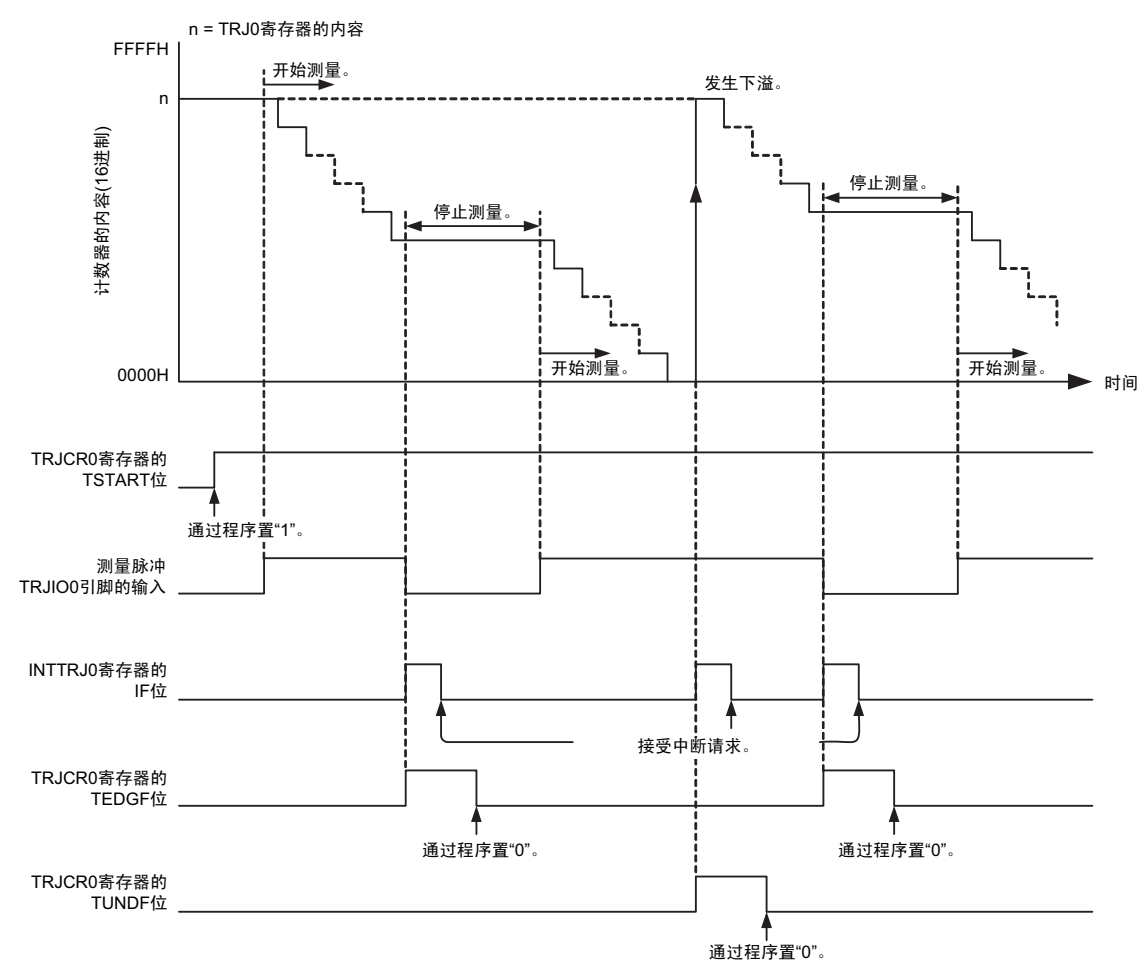 n = TRJ0寄存器的内容
FFFFH
开始测量。
n
发生下溢。
计数器的内容(16进制)
停止测量。
停止测量。
开始测量。
开始测量。
0000H
时间
TRJCR0寄存器的
TSTART位
通过程序置“1”。
测量脉冲
TRJIO0引脚的输入
INTTRJ0寄存器的
IF位
接受中断请求。
TRJCR0寄存器的
TEDGF位
通过程序置“0”。
通过程序置“0”。
TRJCR0寄存器的
TUNDF位
通过程序置“0”。